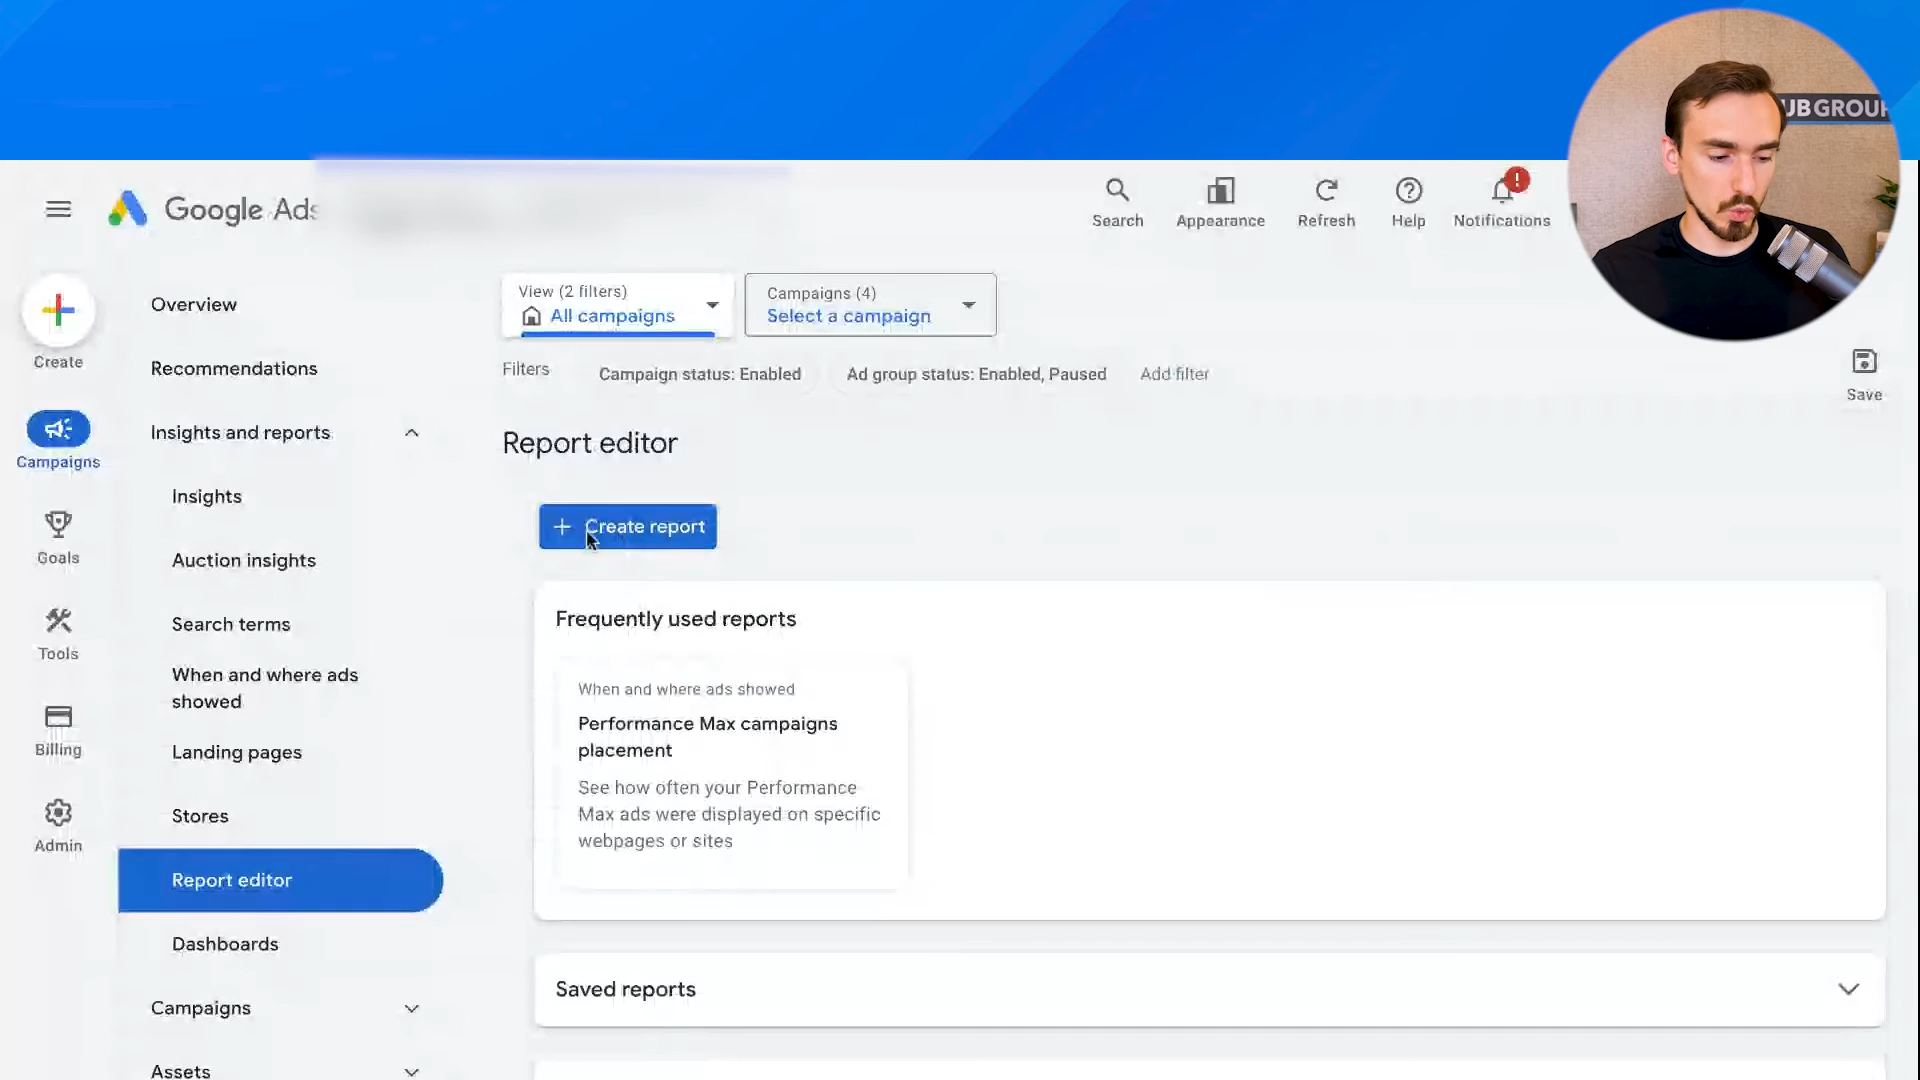 UB GROUP
Google Ads
Search
Appearance
Refresh
Help
Notifications
Create
Campaigns
Goals
Tools
Billing
Admin
Overview
Recommendations
Insights and reports
Insights
Auction insights
Search terms
When and where ads
showed
Landing pages
Stores
Report editor
Dashboards
Campaigns
Assets
View (2 filters)
All campaigns
Campaigns (4)
Select a campaign
Filters
Campaign status: Enabled
Ad group status: Enabled, Paused
Add filter
Save
Report editor
+ Create report
Frequently used reports
When and where ads showed
Performance Max campaigns
placement
See how often your Performance
Max ads were displayed on specific
webpages or sites
Saved reports